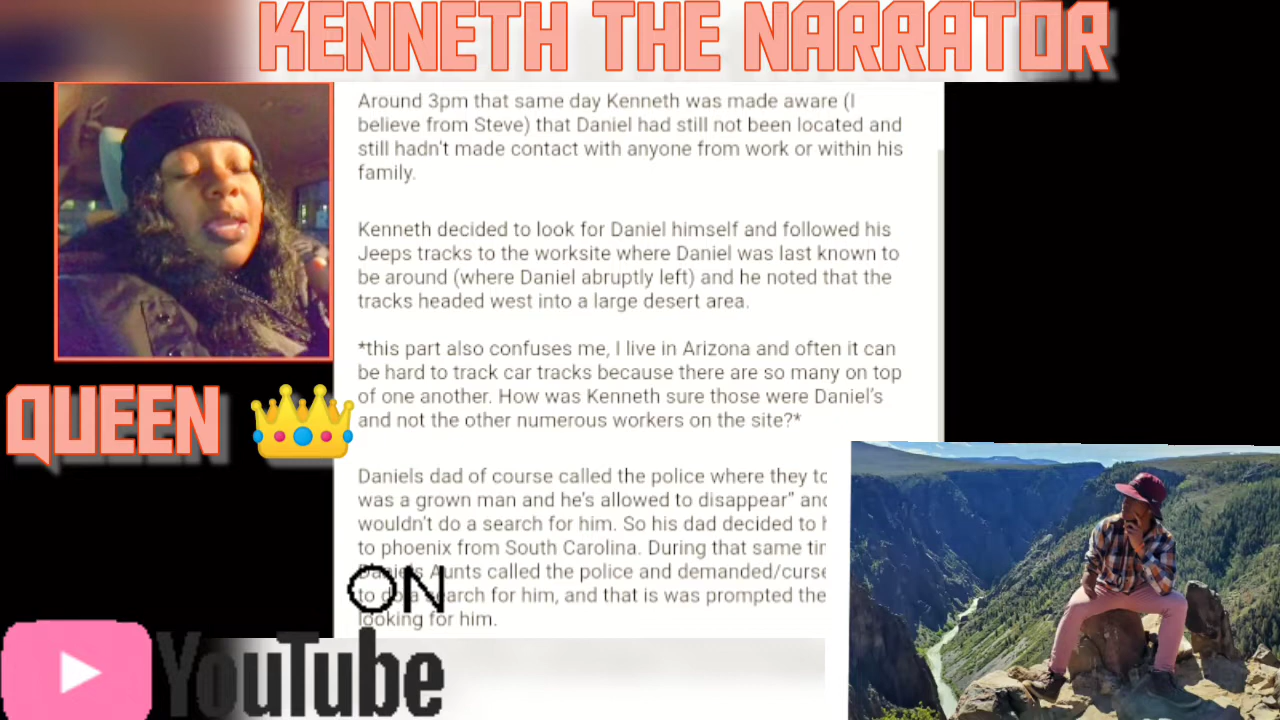 KENNETH THE NARRATOR
Around 3pm that same day Kenneth was made aware (I
believe from Steve) that Daniel had still not been located and
still hadn't made contact with anyone from work or within his
family.
Kenneth decided to look for Daniel himself and followed his
Jeeps tracks to the worksite where Daniel was last known to
be around (where Daniel abruptly left) and he noted that the
tracks headed west into a large desert area.
*this part also confuses me, I live in Arizona and often it can
be hard to track car tracks because there are so many on top
of one another. How was Kenneth sure those were Daniel's
and not the other numerous workers on the site?*
QUEEN
Daniels dad of course called the police where they
was a grown man and he's allowed to disappear"
wouldn't do a search for him. So his dad decided to
to phoenix from South Carolina. During that same
Daniels Aunts called the police and demanded/curse
to do a search for him, and that is was prompted the
looking for him.
ON
YouTube